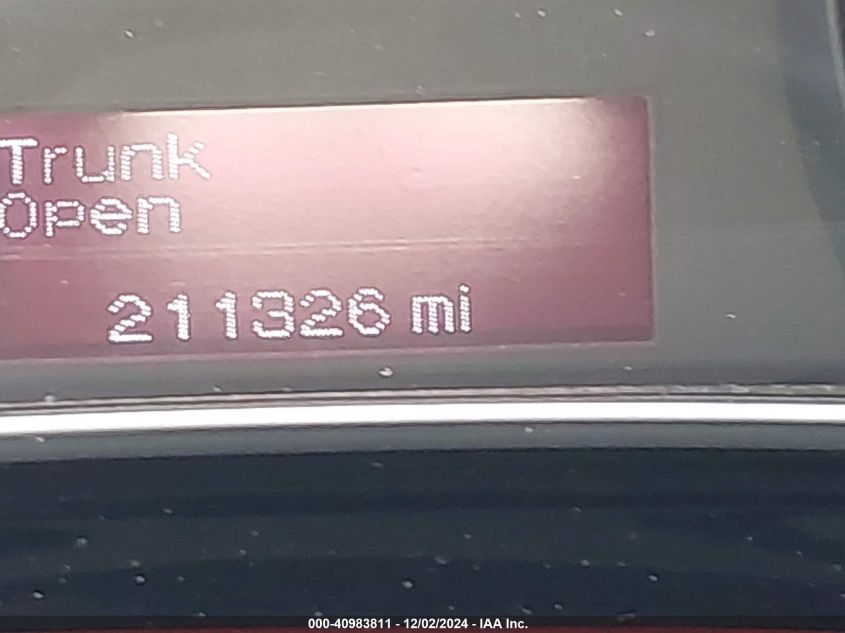 Trunk
Open
211326 mi
000-40983811 - 12/02/2024 - IAA Inc.